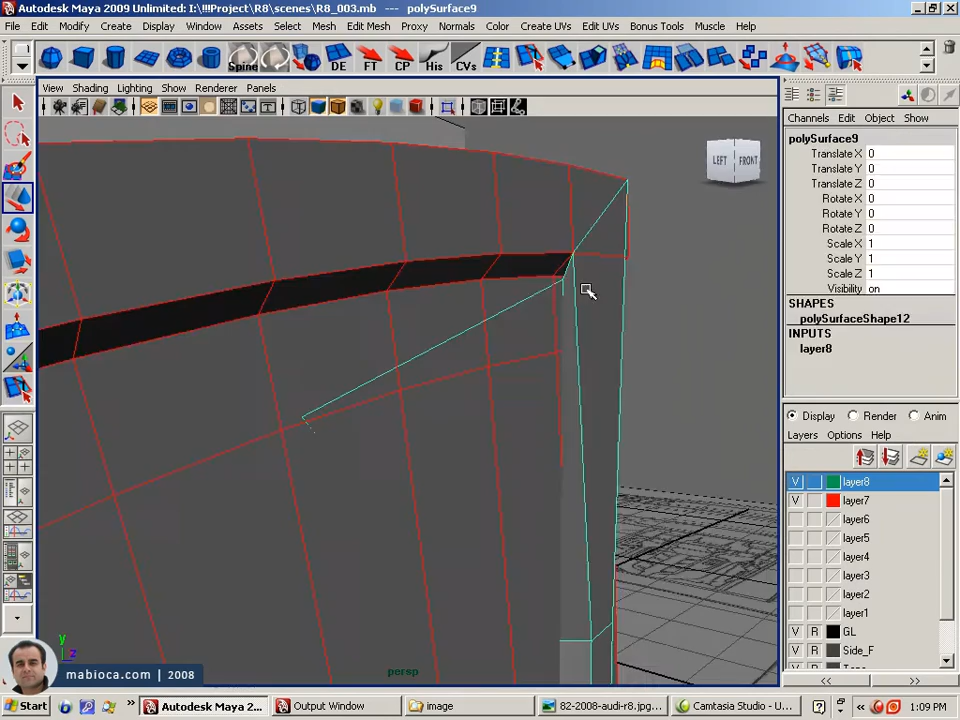 Autodesk Maya 2009 Unlimited: I:\!!!Project\R8\scenes\R8_003.mb --- polySurface9
File Edit Modify Create Display Window Assets Select Mesh Edit Mesh Proxy Normals Color Create UVs Edit UVs Bonus Tools Muscle Help
Spine DE FT CP His CVs
View Shading Lighting Show Renderer Panels
LEFT FRONT
Channels Edit Object Show
polySurface9
Translate X 0
Translate Y 0
Translate Z 0
Rotate X 0
Rotate Y 0
Rotate Z 0
Scale X 1
Scale Y 1
Scale Z 1
Visibility on
SHAPES
polySurfaceShape12
INPUTS
layer8
Display Render Anim
Layers Options Help
V layer8
V layer7
layer6
layer5
layer4
layer3
layer2
layer1
V R GL
V R Side_F
y
z
persp
mabioca.com | 2008
<< >>
Start » Autodesk Maya 2... Output Window image 82-2008-audi-r8.jpg... Camtasia Studio - U... « 1:09 PM